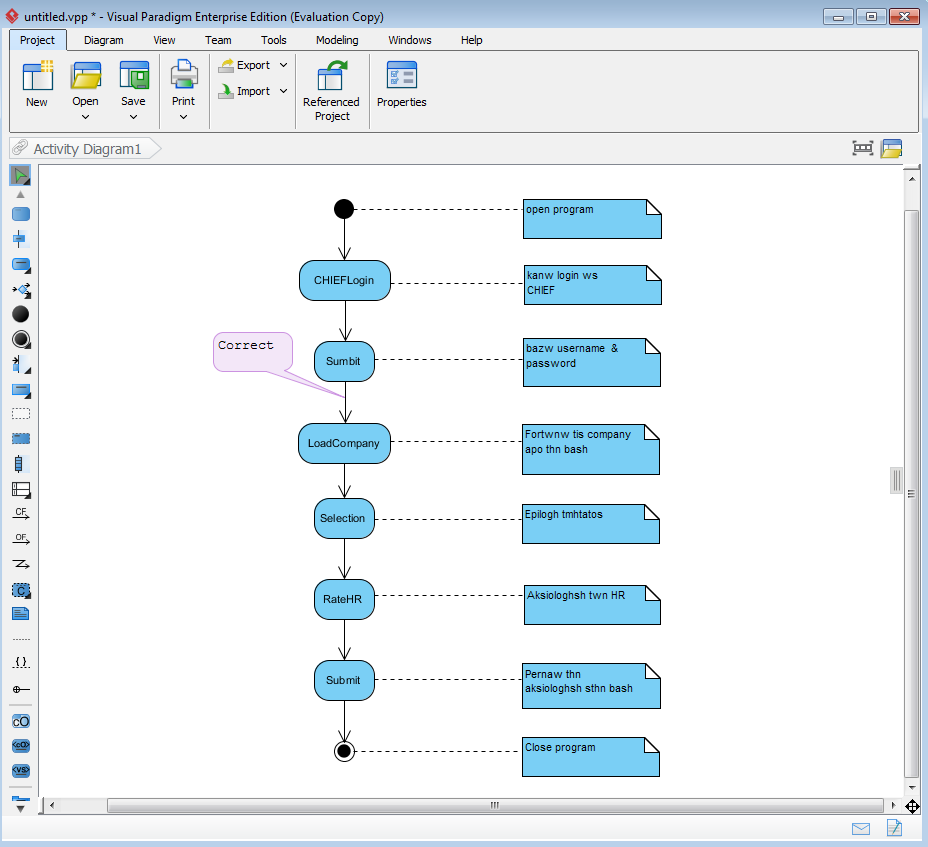 untitled.vpp * - Visual Paradigm Enterprise Edition (Evaluation Copy)
Project Diagram View Team Tools Modeling Windows Help
New
Open
Save
Print
Export
Import
Referenced
Project
Properties
Activity Diagram1
open program
CHIEFLogin
kanw login ws
CHIEF
Correct
Sumbit
bazw username &
password
LoadCompany
Fortwnw tis company
apo thn bash
Selection
Epilogh tmhtatos
RateHR
Aksiologhsh twn HR
Submit
Pernaw thn
aksiologhsh sthn bash
Close program
CF
OF
C
{ }
cO
<cO>
<vs>